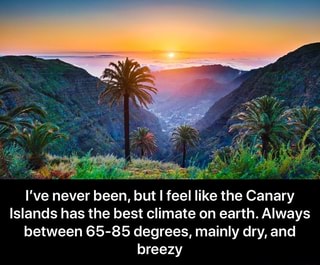 I've never been, but I feel like the Canary
Islands has the best climate on earth. Always
between 65-85 degrees, mainly dry, and
breezy